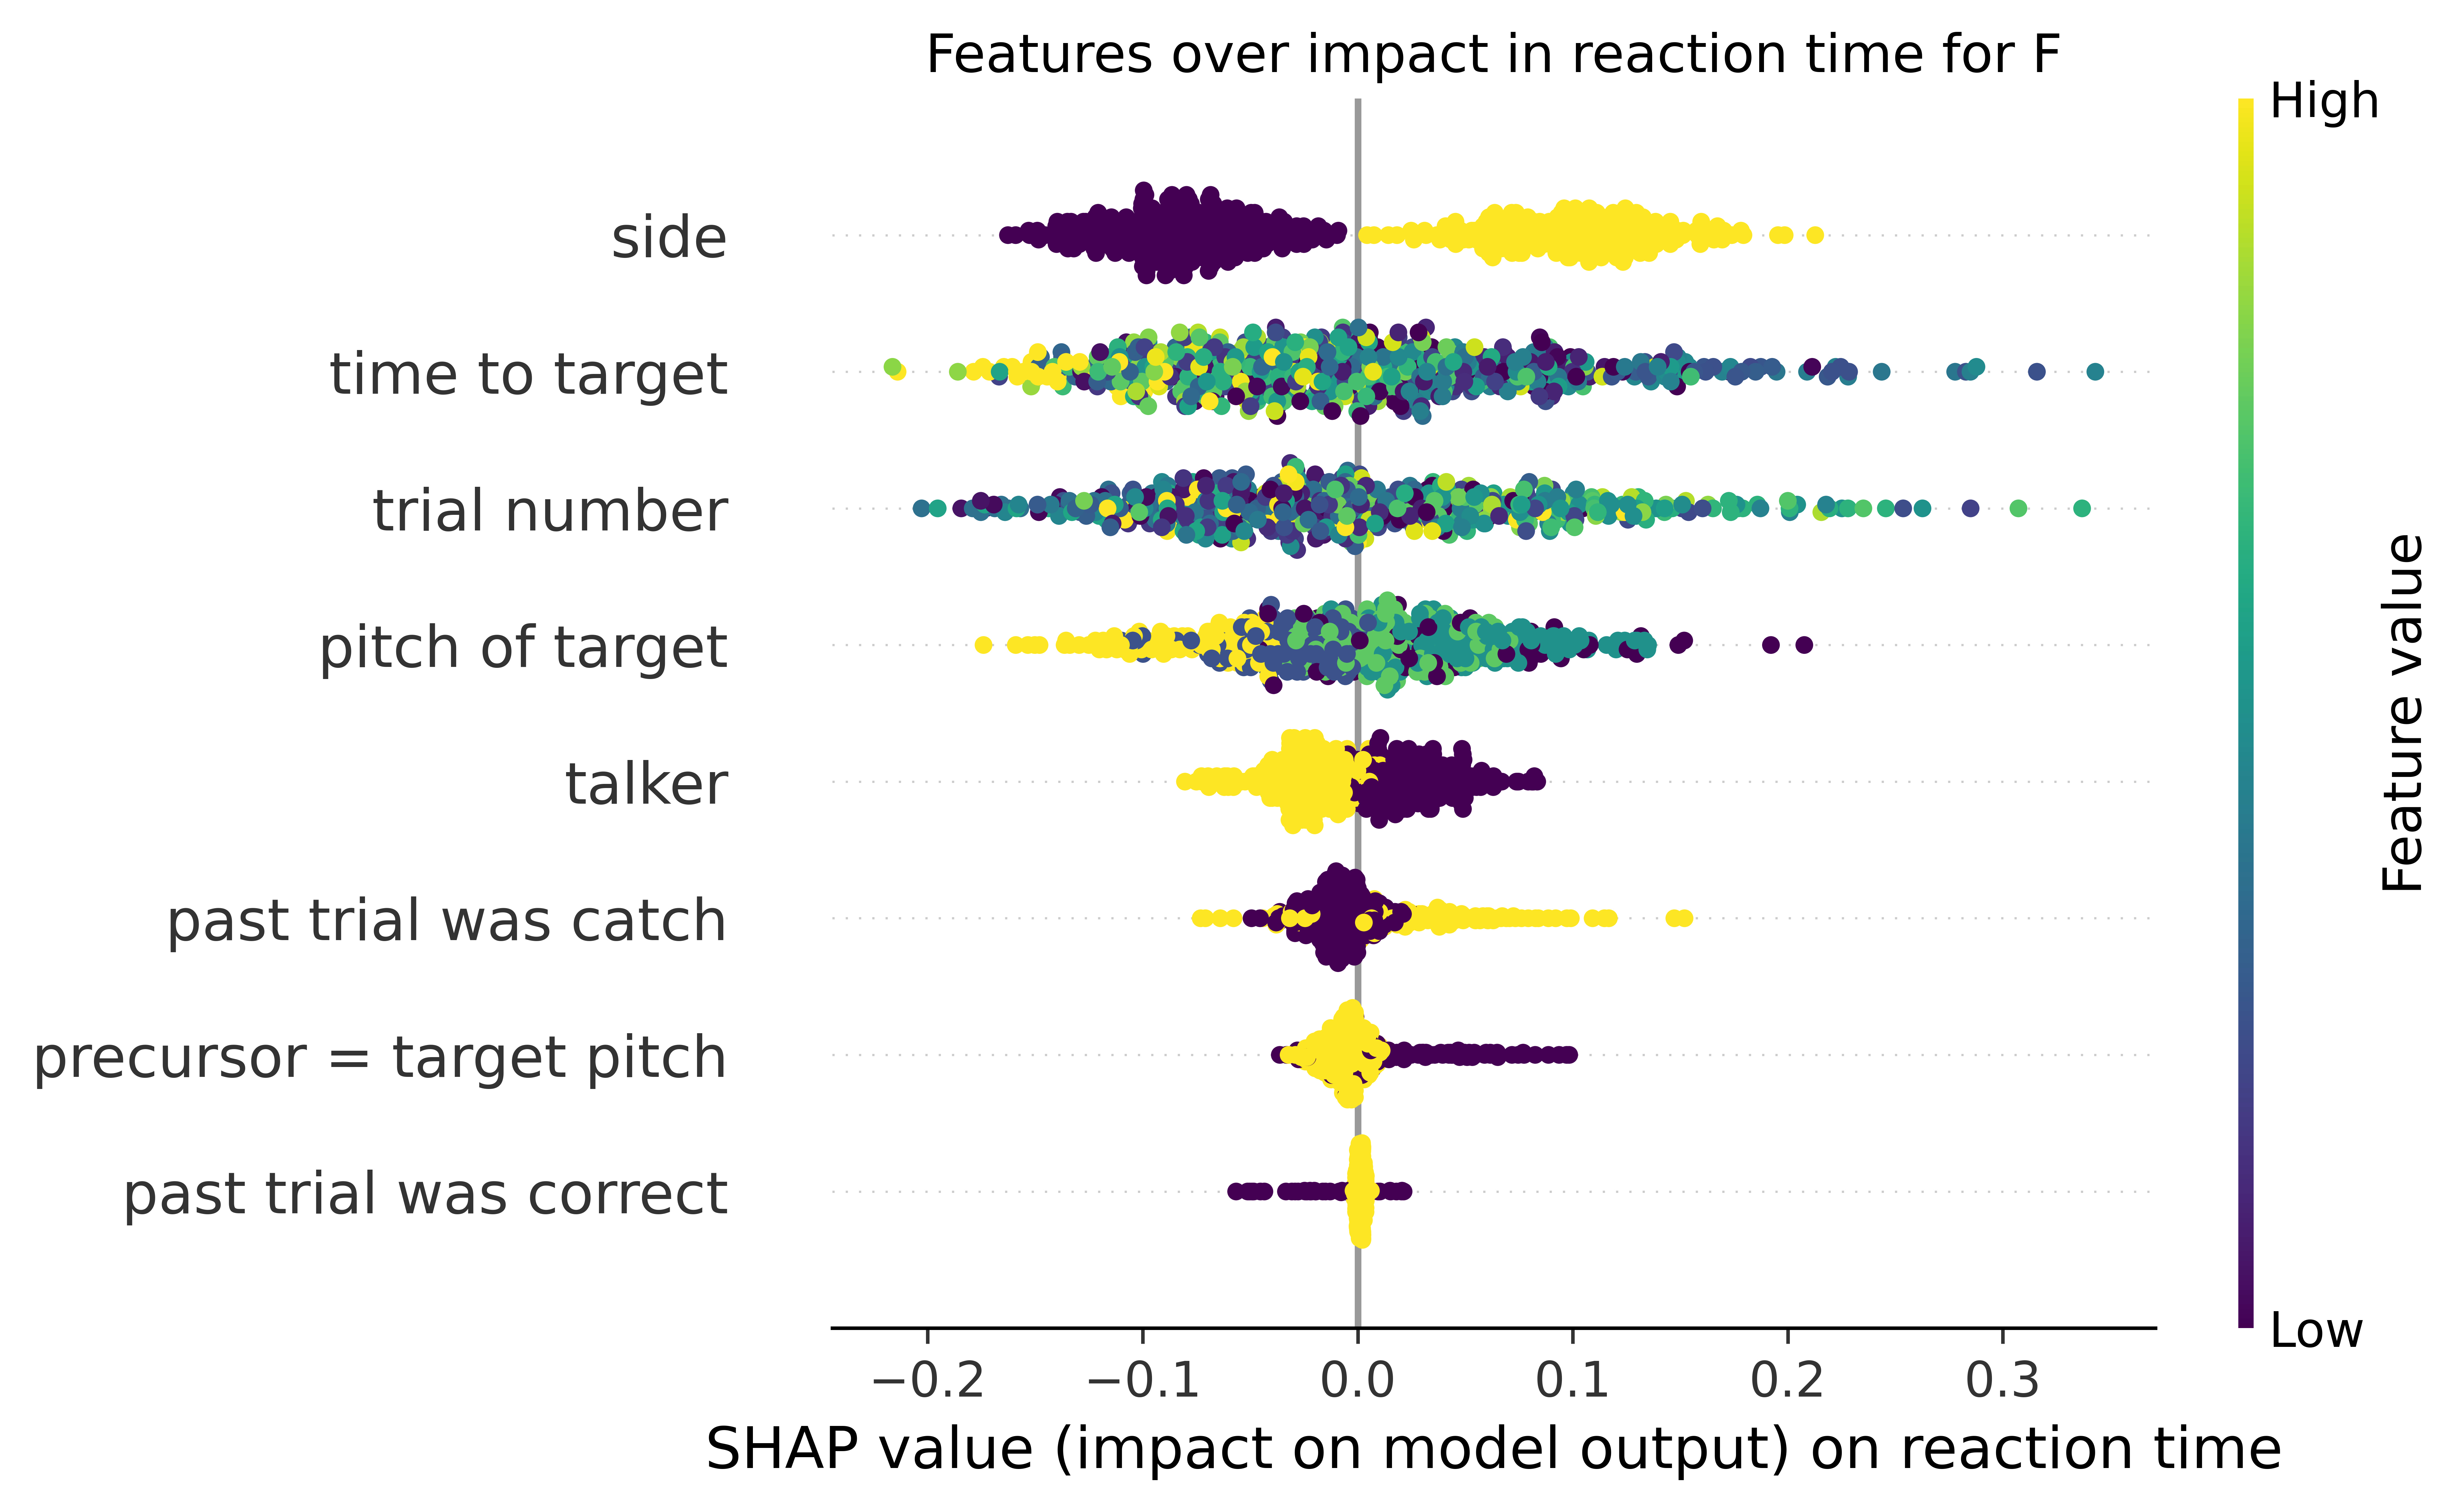 Features over impact in reaction time for F
High
side
time to target
trial number
pitch of target
talker
past trial was catch
precursor = target pitch
past trial was correct
Feature value
Low
−0.2 −0.1 0.0 0.1 0.2 0.3
SHAP value (impact on model output) on reaction time